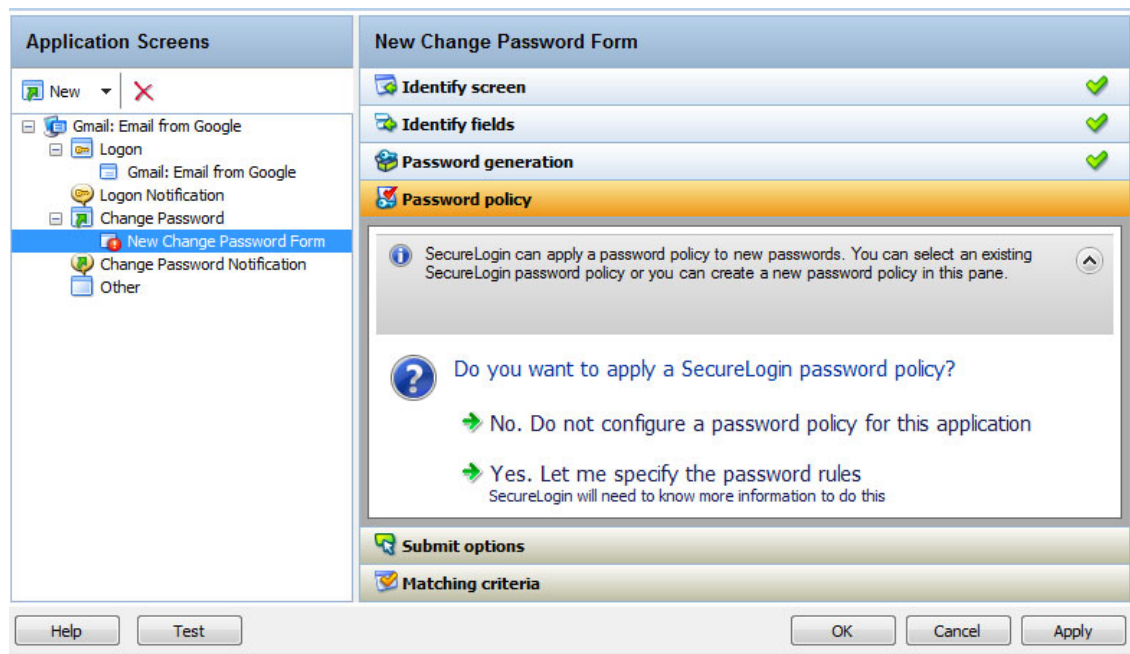 Application Screens
New
Gmail: Email from Google
Logon
Gmail: Email from Google
Logon Notification
Change Password
New Change Password Form
Change Password Notification
Other
New Change Password Form
Identify screen
Identify fields
Password generation
Password policy
SecureLogin can apply a password policy to new passwords. You can select an existing
SecureLogin password policy or you can create a new password policy in this pane.
Do you want to apply a SecureLogin password policy?
No. Do not configure a password policy for this application
Yes. Let me specify the password rules
SecureLogin will need to know more information to do this
Submit options
Matching criteria
Help
Test
OK
Cancel
Apply